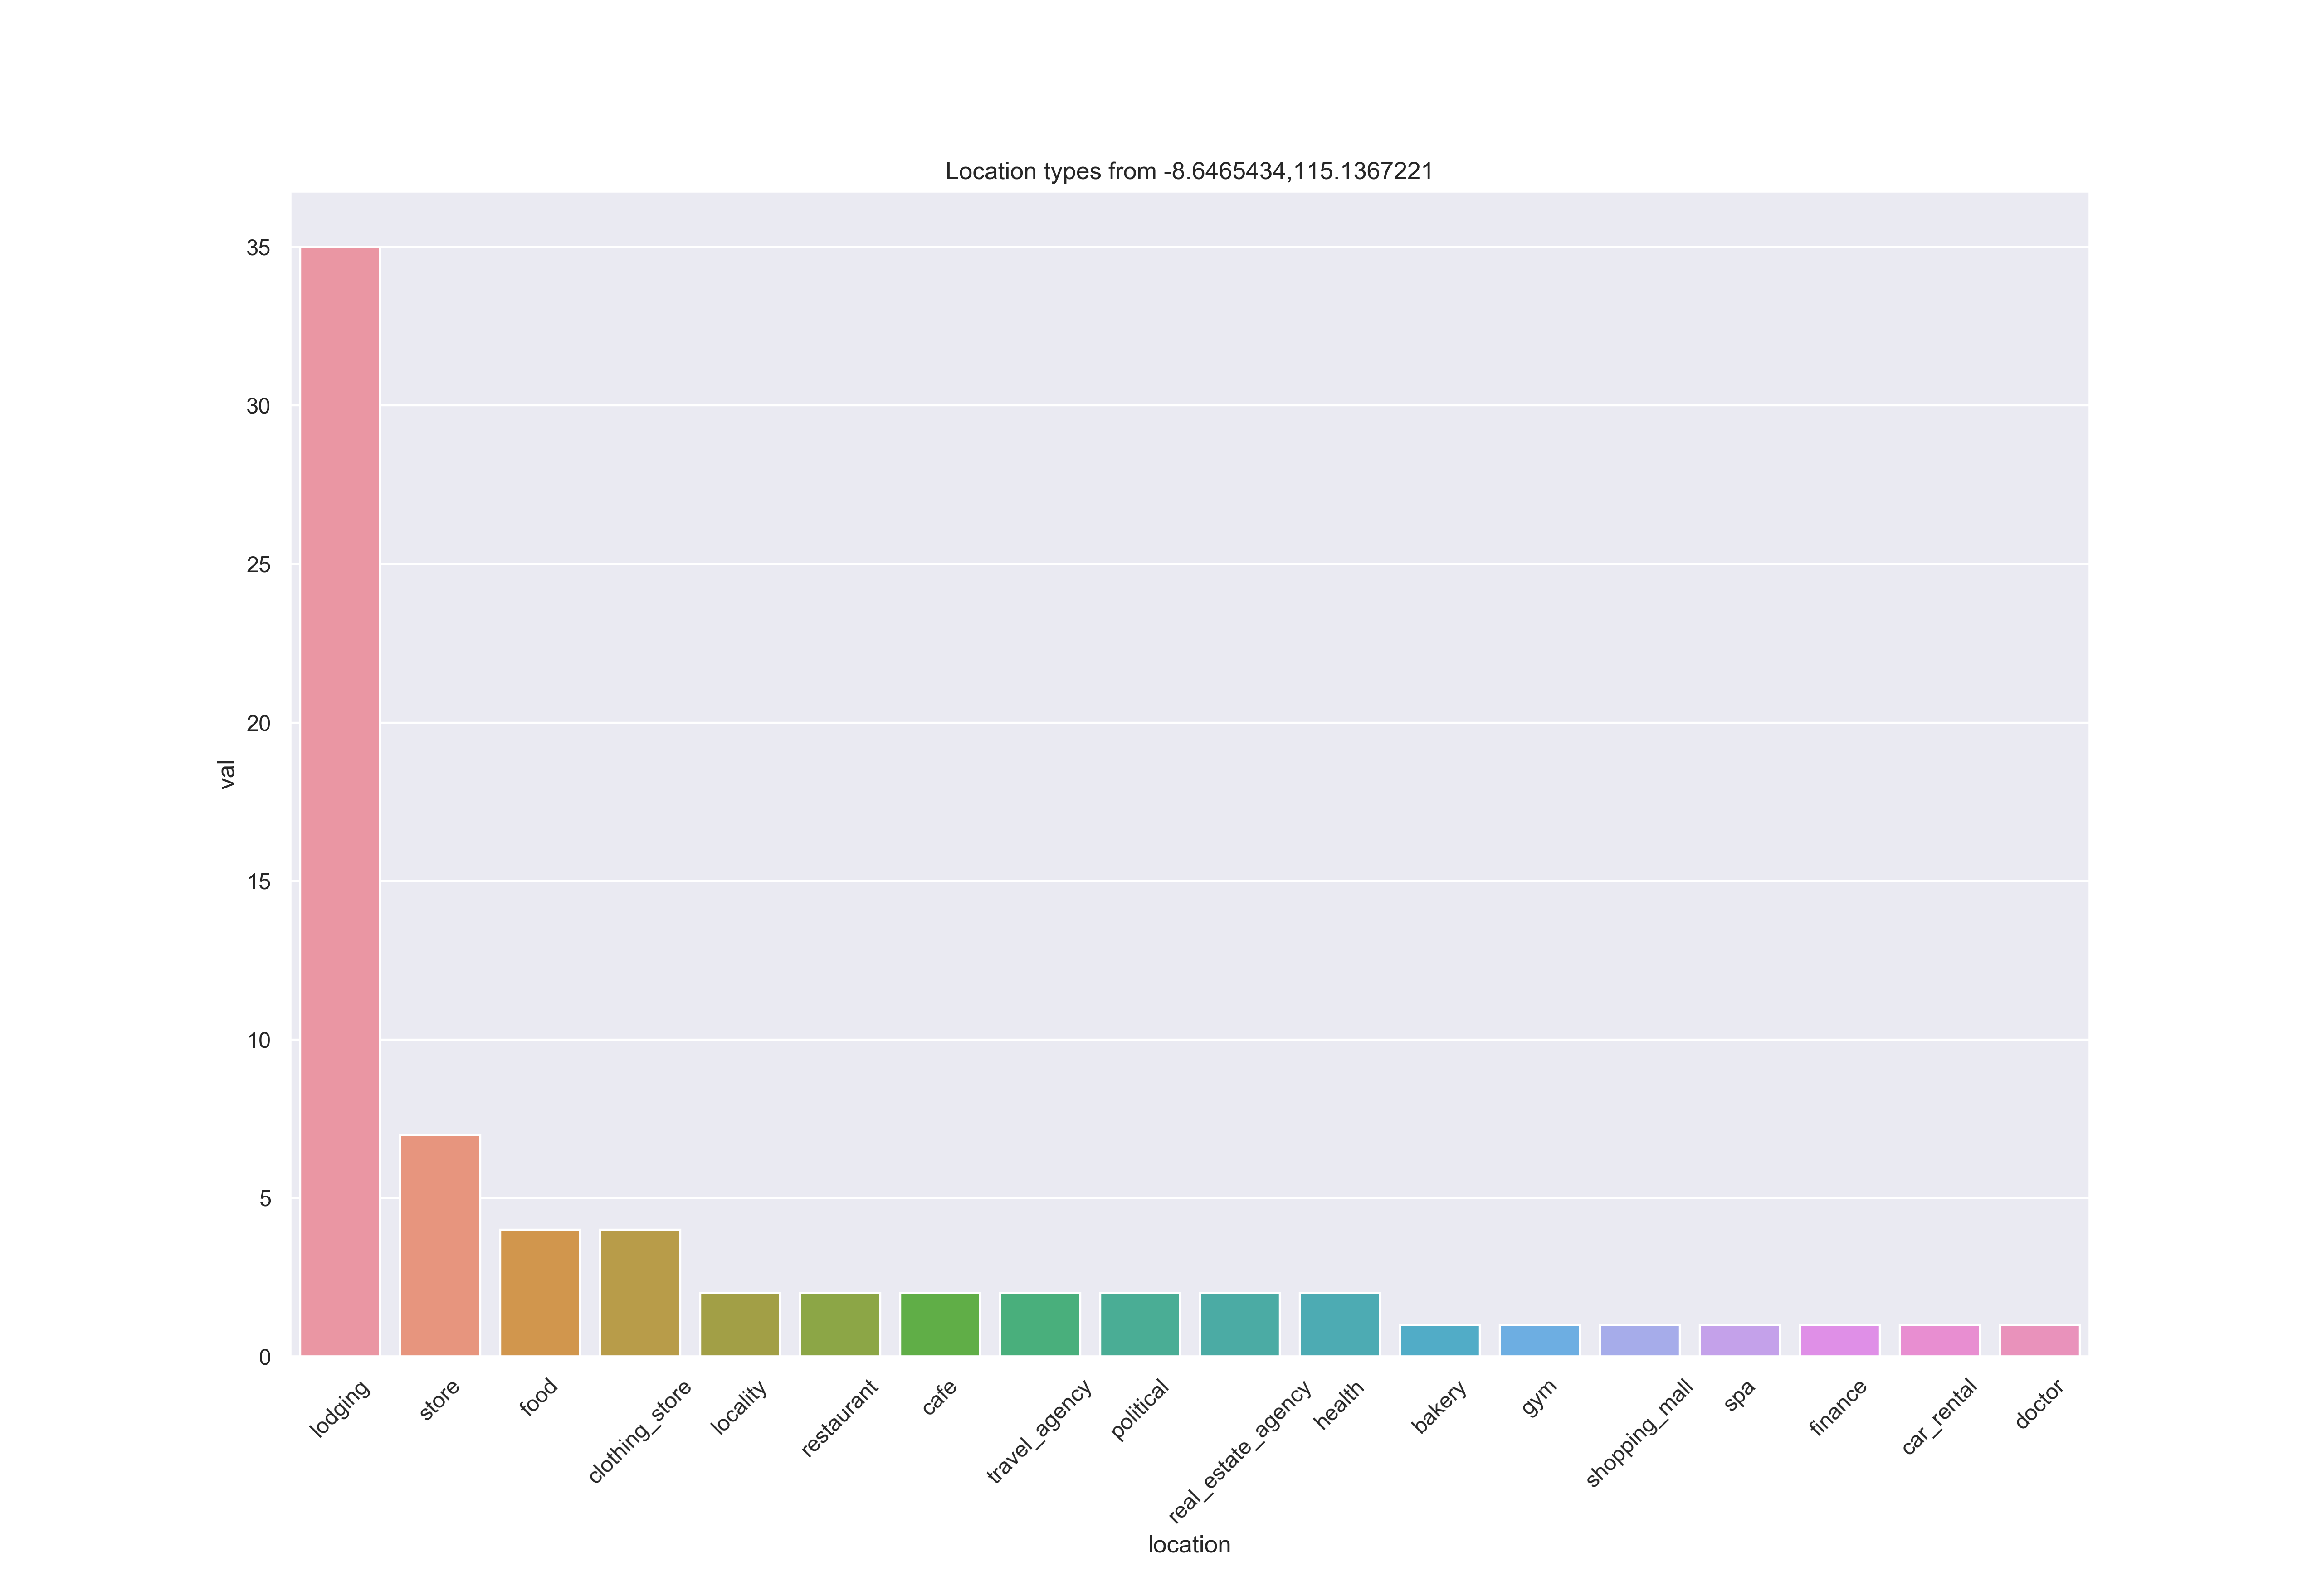 Location types from -8.6465434,115.1367221
35
30
25
20
15
10
5
0
val
lodging
store
food
clothing_store
locality
restaurant
cafe
travel_agency
political
real_estate_agency
health
bakery
gym
shopping_mall
spa
finance
car_rental
doctor
location